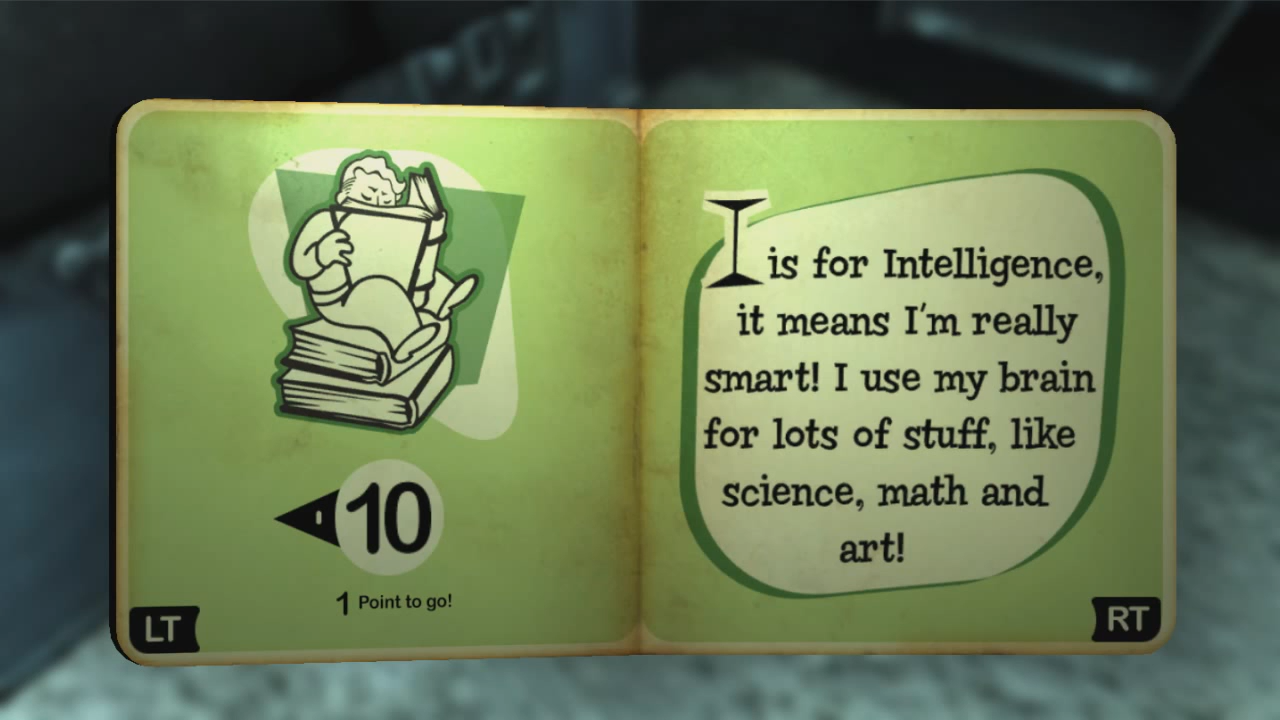 10
1 Point to go!
LT
I is for Intelligence,
it means I'm really
smart! I use my brain
for lots of stuff, like
science, math and
art!
RT